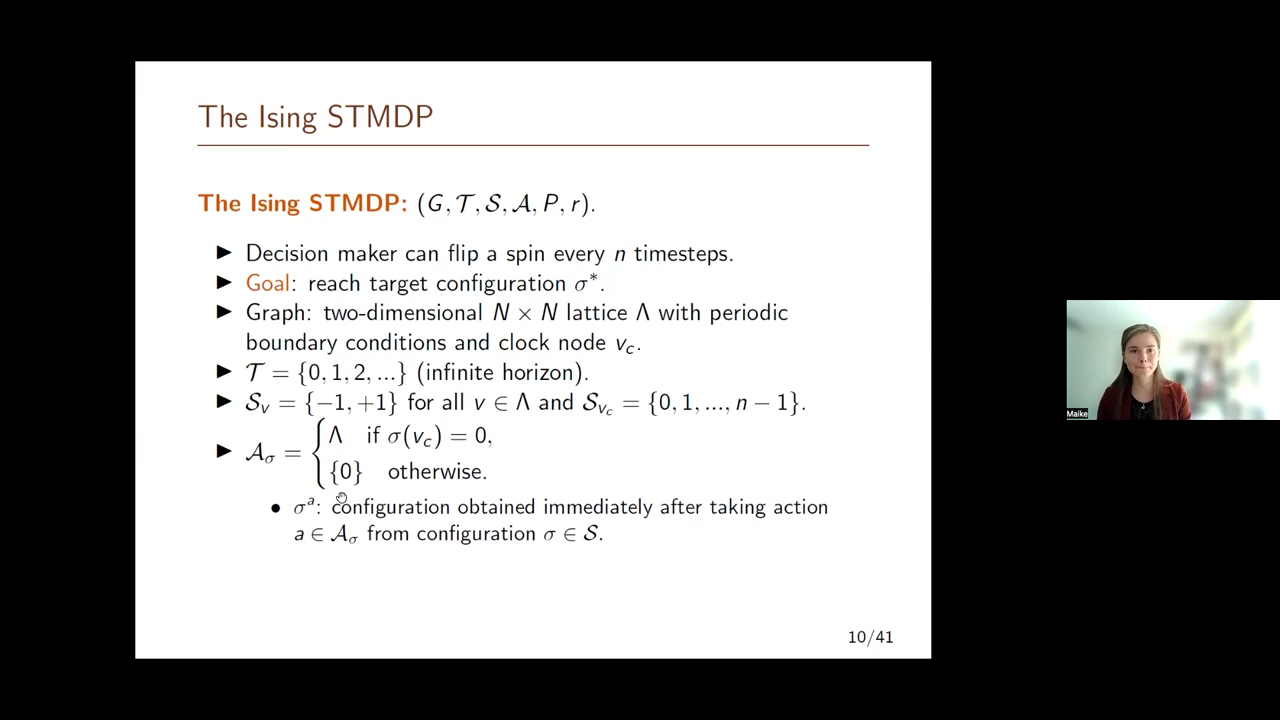 The Ising STMDP
The Ising STMDP: (G, 𝒯, 𝒮, 𝒜, P, r).
▶ Decision maker can flip a spin every n timesteps.
▶ Goal: reach target configuration σ*.
▶ Graph: two-dimensional N × N lattice Λ with periodic
boundary conditions and clock node v_c.
▶ 𝒯 = {0, 1, 2, ...} (infinite horizon).
▶ 𝒮_v = {−1, +1} for all v ∈ Λ and 𝒮_{v_c} = {0, 1, ..., n − 1}.
▶ 𝒜_σ = { Λ if σ(v_c) = 0,
{0} otherwise.
• σ^a: configuration obtained immediately after taking action
a ∈ 𝒜_σ from configuration σ ∈ 𝒮.
10/41
Maike